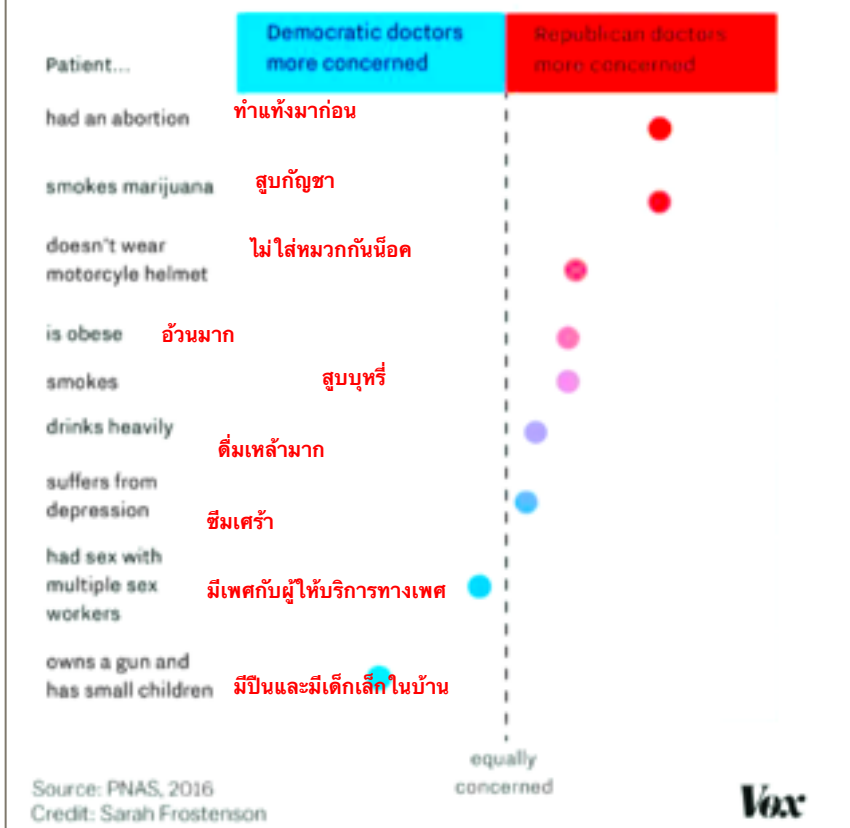 Democratic doctors
more concerned
Republican doctors
more concerned
Patient...
had an abortion
ทำแท้งมาก่อน
smokes marijuana
สูบกัญชา
doesn't wear
motorcyle helmet
ไม่ใส่หมวกกันน็อค
is obese
อ้วนมาก
smokes
สูบบุหรี่
drinks heavily
ดื่มเหล้ามาก
suffers from
depression
ซึมเศร้า
had sex with
multiple sex
workers
มีเพศกับผู้ให้บริการทางเพศ
owns a gun and
has small children
มีปืนและมีเด็กเล็กในบ้าน
equally
concerned
Source: PNAS, 2016
Credit: Sarah Frostenson
Vox